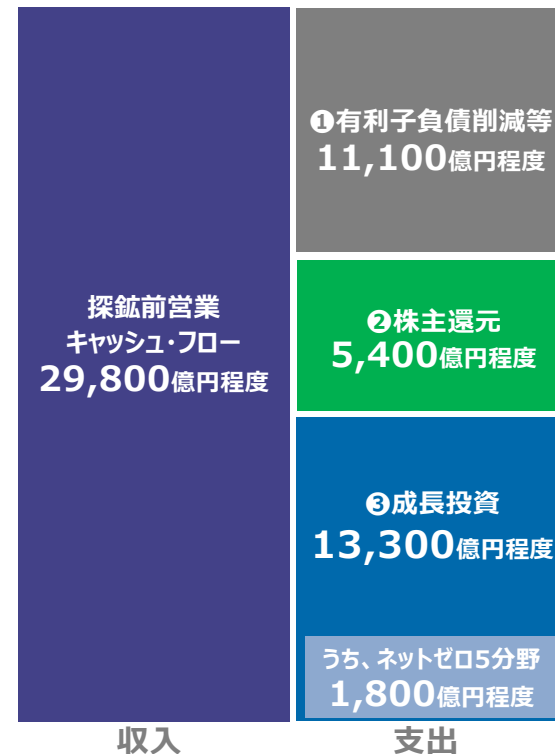 探鉱前営業
キャッシュ・フロー
29,800億円程度
❶有利子負債削減等
11,100億円程度
❷株主還元
5,400億円程度
❸成長投資
13,300億円程度
うち、ネットゼロ5分野
1,800億円程度
収入
支出